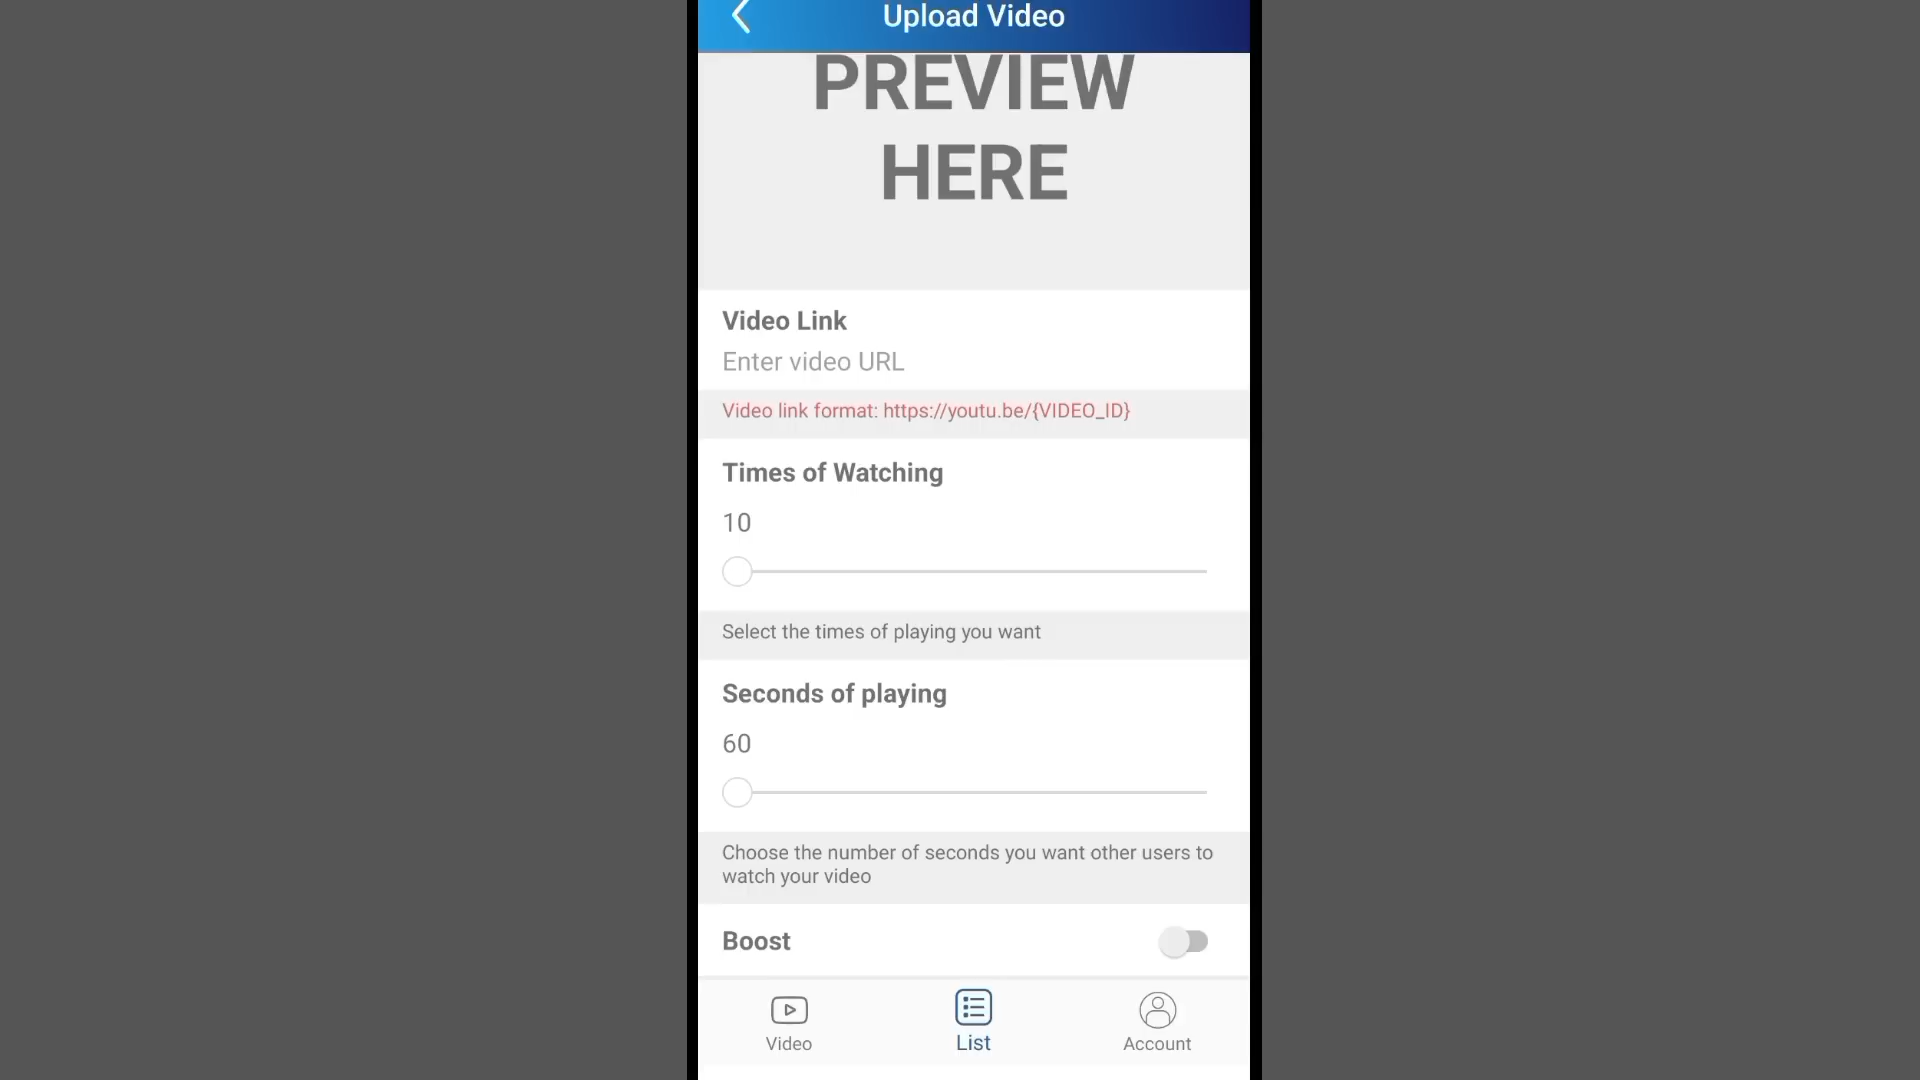 Upload Video
PREVIEW
HERE
Video Link
Enter video URL
Video link format: https://youtu.be/{VIDEO_ID}
Times of Watching
10
Select the times of playing you want
Seconds of playing
60
Choose the number of seconds you want other users to
watch your video
Boost
Video
List
Account